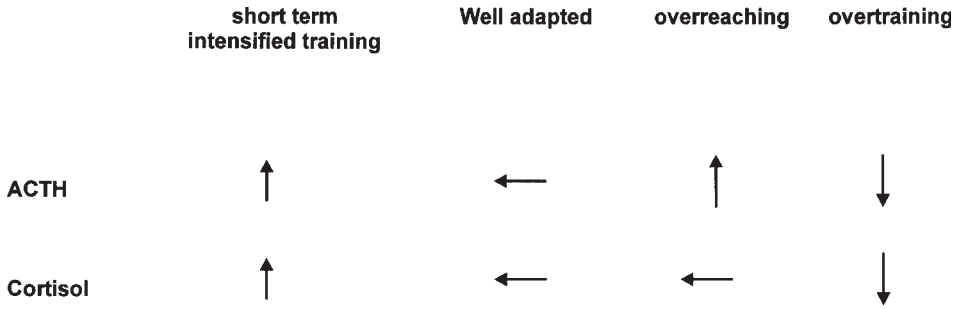 short term Well adapted overreaching overtraining
intensified training
ACTH ↑ ← ↑ ↓
Cortisol ↑ ← ← ↓